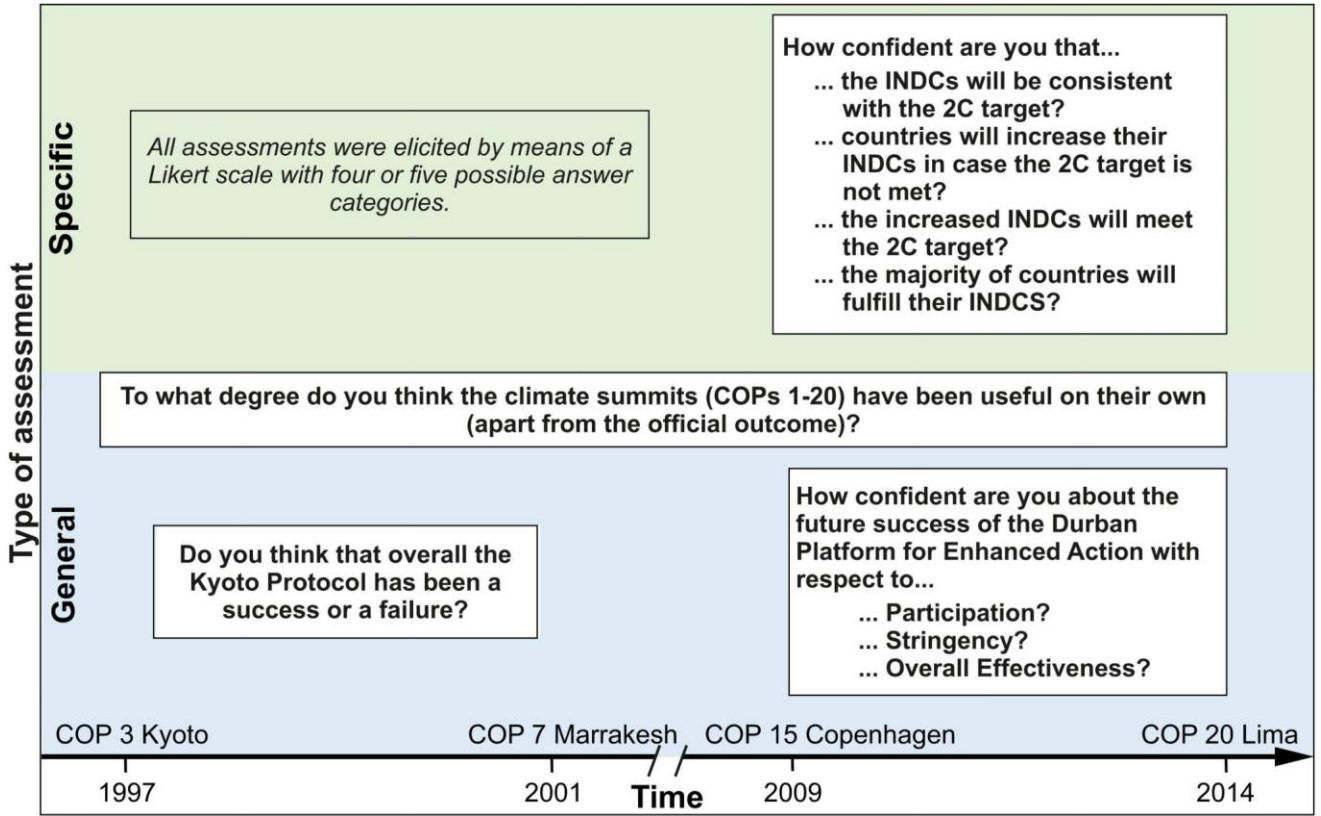 Type of assessment
Specific
All assessments were elicited by means of a
Likert scale with four or five possible answer
categories.
How confident are you that...
... the INDCs will be consistent
with the 2C target?
... countries will increase their
INDCs in case the 2C target is
not met?
... the increased INDCs will meet
the 2C target?
... the majority of countries will
fulfill their INDCS?
General
To what degree do you think the climate summits (COPs 1-20) have been useful on their own
(apart from the official outcome)?
Do you think that overall the
Kyoto Protocol has been a
success or a failure?
How confident are you about the
future success of the Durban
Platform for Enhanced Action with
respect to...
... Participation?
... Stringency?
... Overall Effectiveness?
COP 3 Kyoto
COP 7 Marrakesh
COP 15 Copenhagen
COP 20 Lima
1997
2001
Time
2009
2014